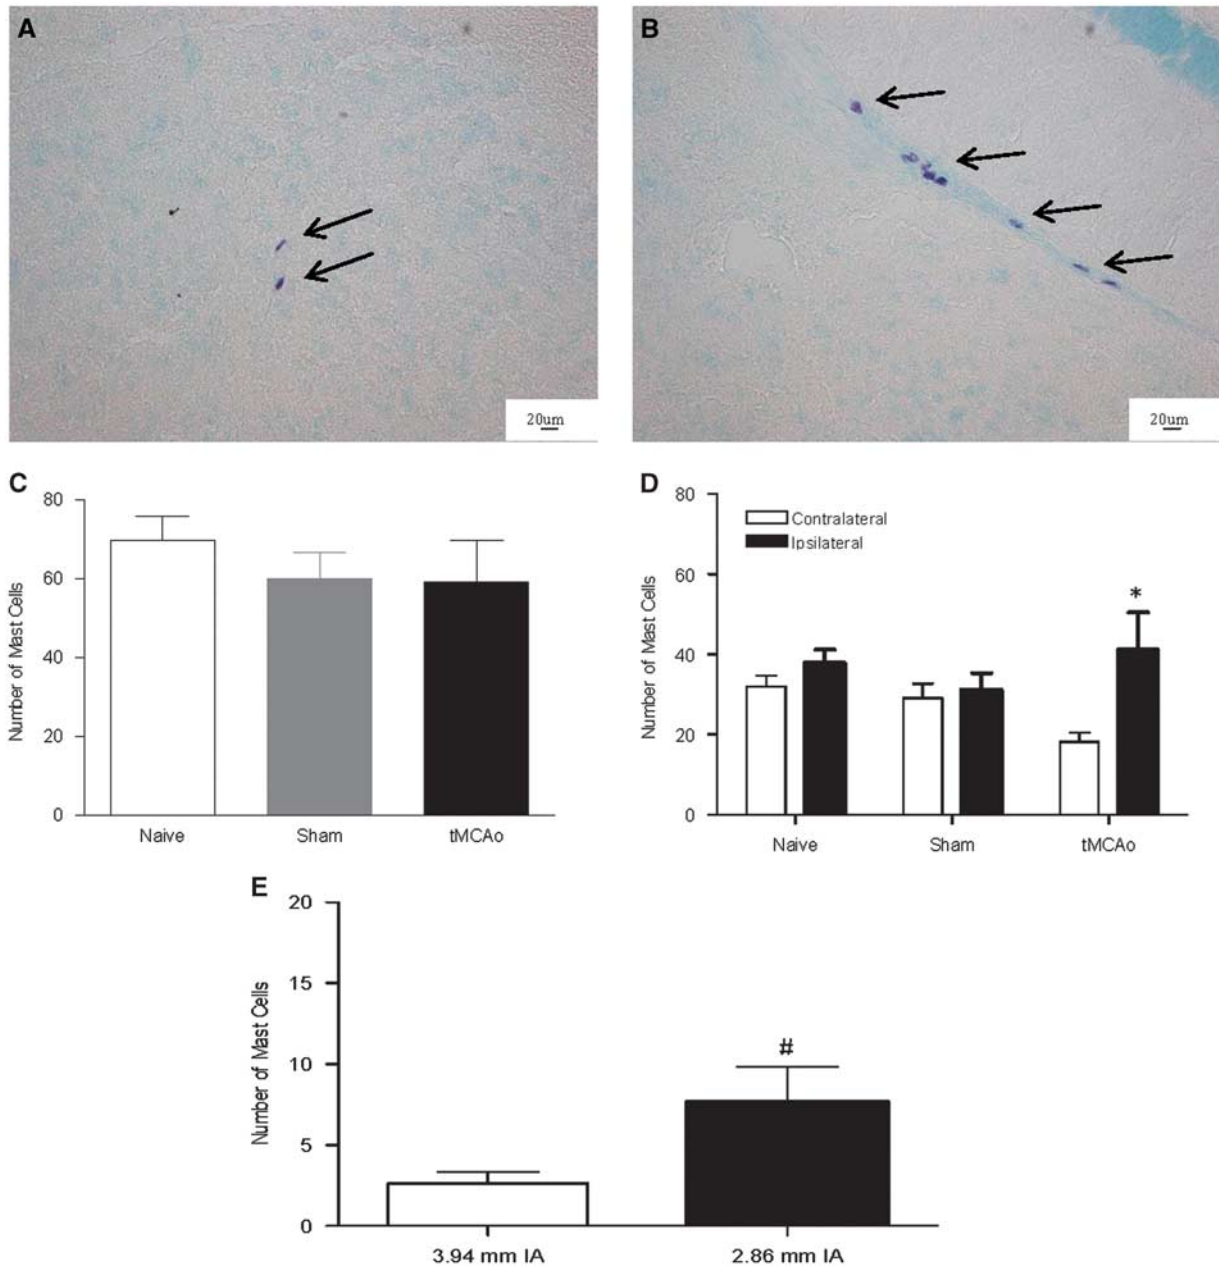 A
20um
B
20um
C
Number of Mast Cells
80
60
40
20
0
Naive
Sham
tMCAo
D
Number of Mast Cells
80
60
40
20
0
Contralateral
Ipsilateral
*
Naive
Sham
tMCAo
E
Number of Mast Cells
20
15
10
5
0
#
3.94 mm IA
2.86 mm IA